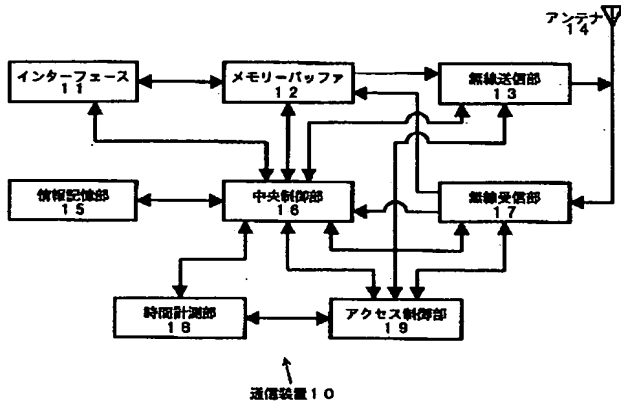 アンテナ
14
インターフェース
11
メモリーバッファ
12
無線送信部
13
情報記憶部
15
中央制御部
16
無線受信部
17
時間計測部
18
アクセス制御部
19
通信装置10